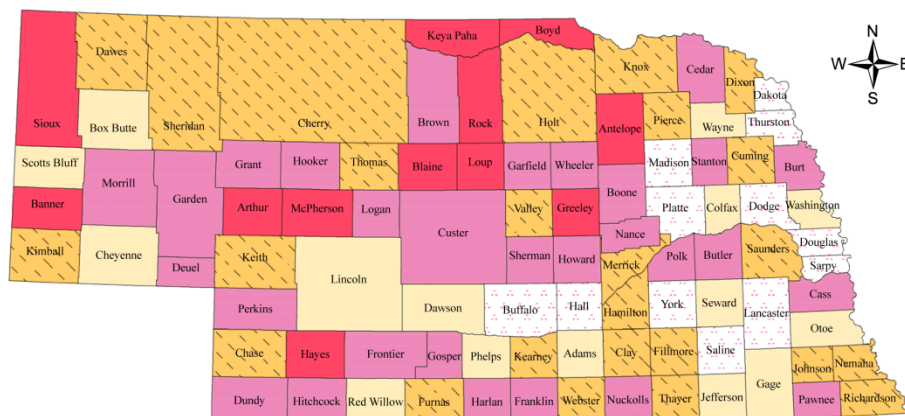 Keya Paha
Boyd
N
Dawes
Knox
Cedar
W
E
Dixon
Dakota
S
Sioux
Box Butte
Sheridan
Cherry
Brown
Rock
Holt
Antelope
Pierce
Wayne
Thurston
Scotts Bluff
Grant
Hooker
Thomas
Blaine
Loup
Garfield
Wheeler
Madison
Stanton
Cuming
Burt
Morrill
Garden
Boone
Banner
Arthur
McPherson
Logan
Custer
Valley
Greeley
Platte
Colfax
Dodge
Washington
Nance
Kimball
Cheyenne
Deuel
Keith
Lincoln
Sherman
Howard
Merrick
Polk
Butler
Saunders
Douglas
Sarpy
Perkins
Dawson
Buffalo
Hall
Hamilton
York
Seward
Lancaster
Cass
Otoe
Chase
Hayes
Frontier
Gosper
Phelps
Kearney
Adams
Clay
Fillmore
Saline
Gage
Johnson
Nemaha
Dundy
Hitchcock
Red Willow
Furnas
Harlan
Franklin
Webster
Nuckolls
Thayer
Jefferson
Pawnee
Richardson